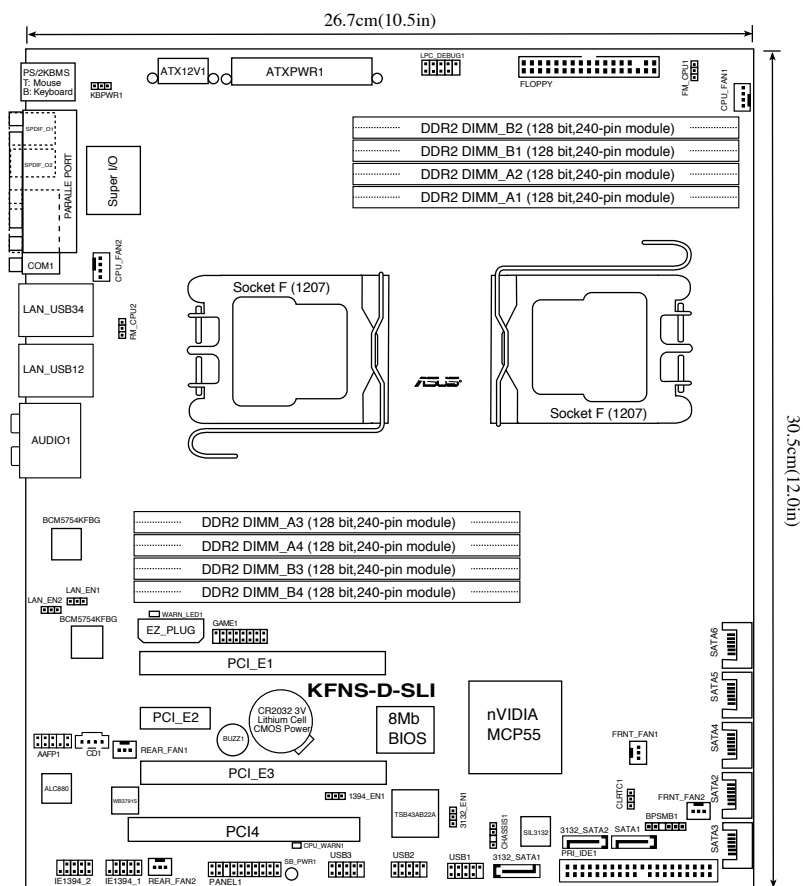 26.7cm(10.5in)
PS/2KBMS
T: Mouse
B: Keyboard
KBPWR1
ATX12V1
ATXPWR1
LPC_DEBUG1
FLOPPY
FM_CPU1
CPU_FAN1
SPDIF_O1
SPDIF_O2
PARALLE PORT
Super I/O
DDR2 DIMM_B2 (128 bit,240-pin module)
DDR2 DIMM_B1 (128 bit,240-pin module)
DDR2 DIMM_A2 (128 bit,240-pin module)
DDR2 DIMM_A1 (128 bit,240-pin module)
COM1
CPU_FAN2
LAN_USB34
FM_CPU2
Socket F (1207)
LAN_USB12
ASUS
Socket F (1207)
AUDIO1
30.5cm(12.0in)
BCM5754KFBG
DDR2 DIMM_A3 (128 bit,240-pin module)
DDR2 DIMM_A4 (128 bit,240-pin module)
DDR2 DIMM_B3 (128 bit,240-pin module)
DDR2 DIMM_B4 (128 bit,240-pin module)
LAN_EN1
LAN_EN2
BCM5754KFBG
WARN_LED1
EZ_PLUG
GAME1
PCI_E1
SATA6
KFNS-D-SLI
SATA5
PCI_E2
CR2032 3V
Lithium Cell
CMOS Power
BUZZ1
8Mb
BIOS
nVIDIA
MCP55
AAFP1
CD1
REAR_FAN1
FRNT_FAN1
SATA4
PCI_E3
ALC880
WB3791S
1394_EN1
TSB43AB22A
3132_EN1
CHASSIS1
SIL3132
CLRTC1
FRNT_FAN2
SATA2
BPSMB1
PCI4
CPU_WARN1
3132_SATA2
SATA1
SATA3
PRI_IDE1
IE1394_2
IE1394_1
REAR_FAN2
PANEL1
SB_PWR1
USB3
USB2
USB1
3132_SATA1